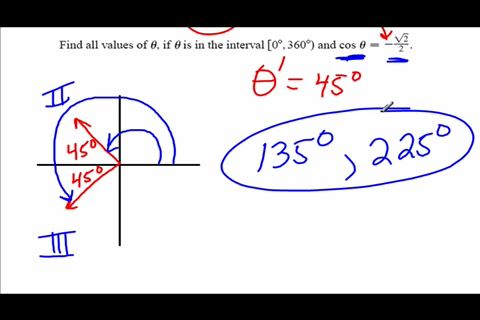 Find all values of θ, if θ is in the interval [0°, 360°) and cos θ = -√2/2.
θ' = 45°
II
45°
135°, 225°
45°
III